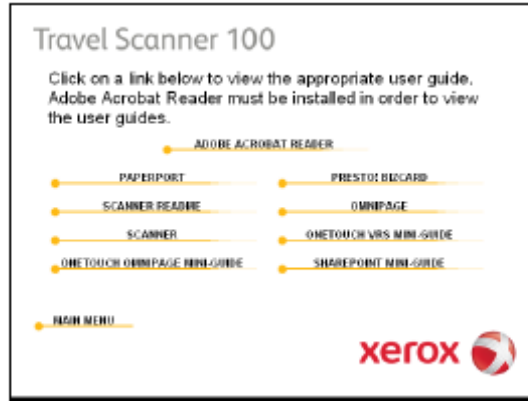 Travel Scanner 100
Click on a link below to view the appropriate user guide.
Adobe Acrobat Reader must be installed in order to view
the user guides.
ADOBE ACROBAT READER
PAPERPORT
PRESTO! BIZCARD
SCANNER README
OMNIPAGE
SCANNER
ONETOUCH VRS MINI-GUIDE
ONETOUCH OMNIPAGE MINI-GUIDE
SHAREPOINT MINI-GUIDE
MAIN MENU
xerox